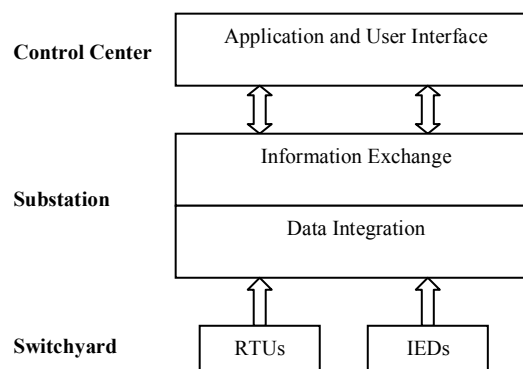 Application and User Interface
Control Center
Information Exchange
Substation
Data Integration
Switchyard
RTUs
IEDs